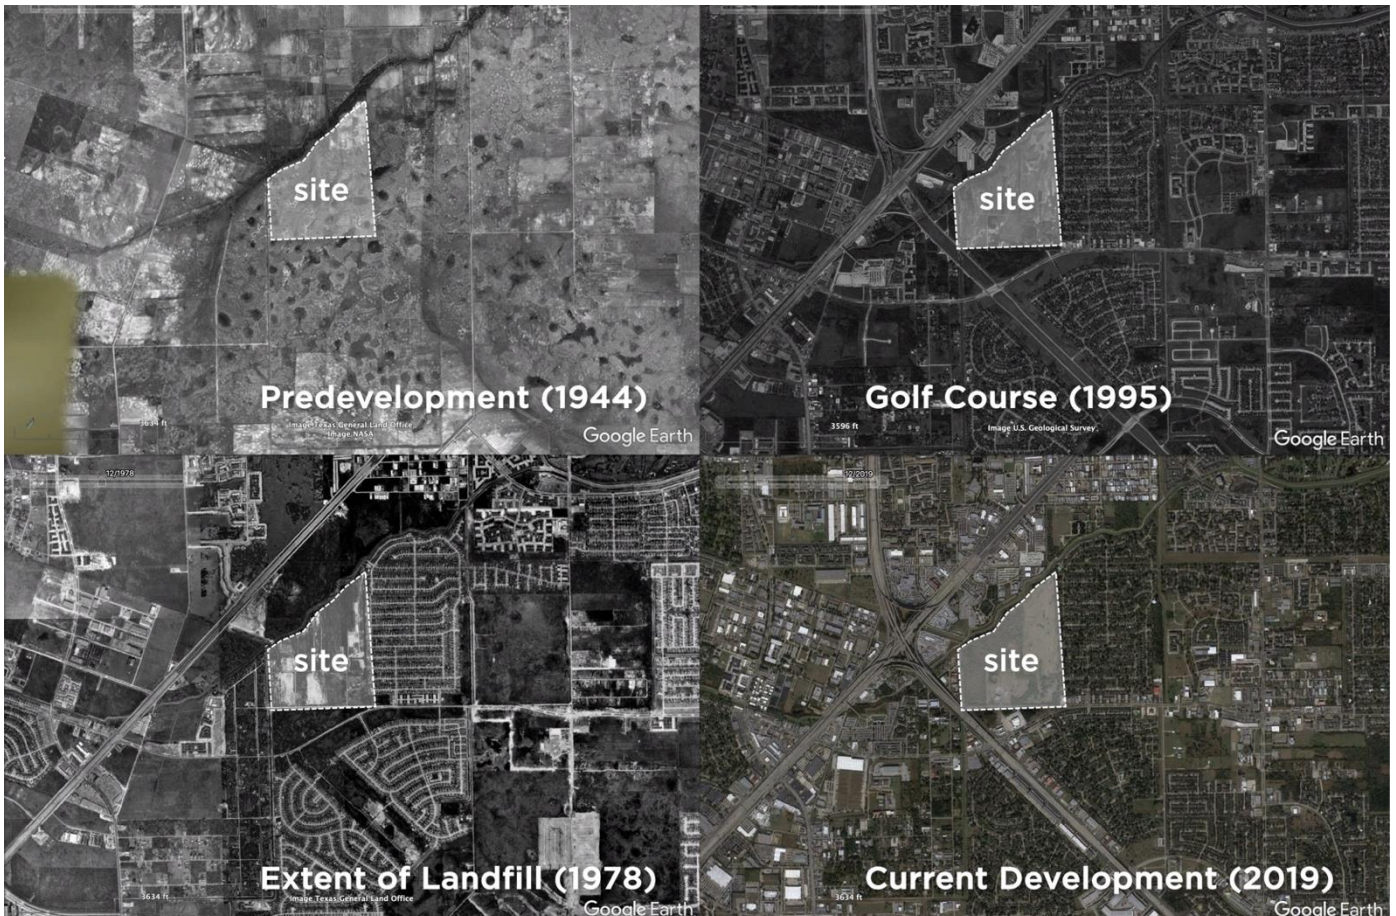 site
Predevelopment (1944)
3634 ft
Image Texas General Land Office
Image NASA
Google Earth
site
Golf Course (1995)
3596 ft
Image U.S. Geological Survey
Google Earth
12/1978
site
Extent of Landfill (1978)
3634 ft
Image Texas General Land Office
Google Earth
12/2019
site
Current Development (2019)
3634 ft
Google Earth